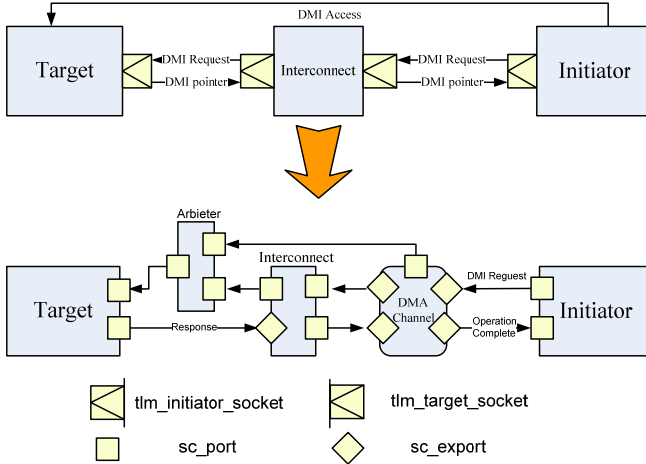 DMI Access
Target
DMI Request
DMI pointer
Interconnect
DMI Request
DMI pointer
Initiator
Arbieter
Interconnect
Target
Response
DMA
Channel
DMI Reguest
Operation
Complete
Initiator
tlm_initiator_socket
tlm_target_socket
sc_port
sc_export